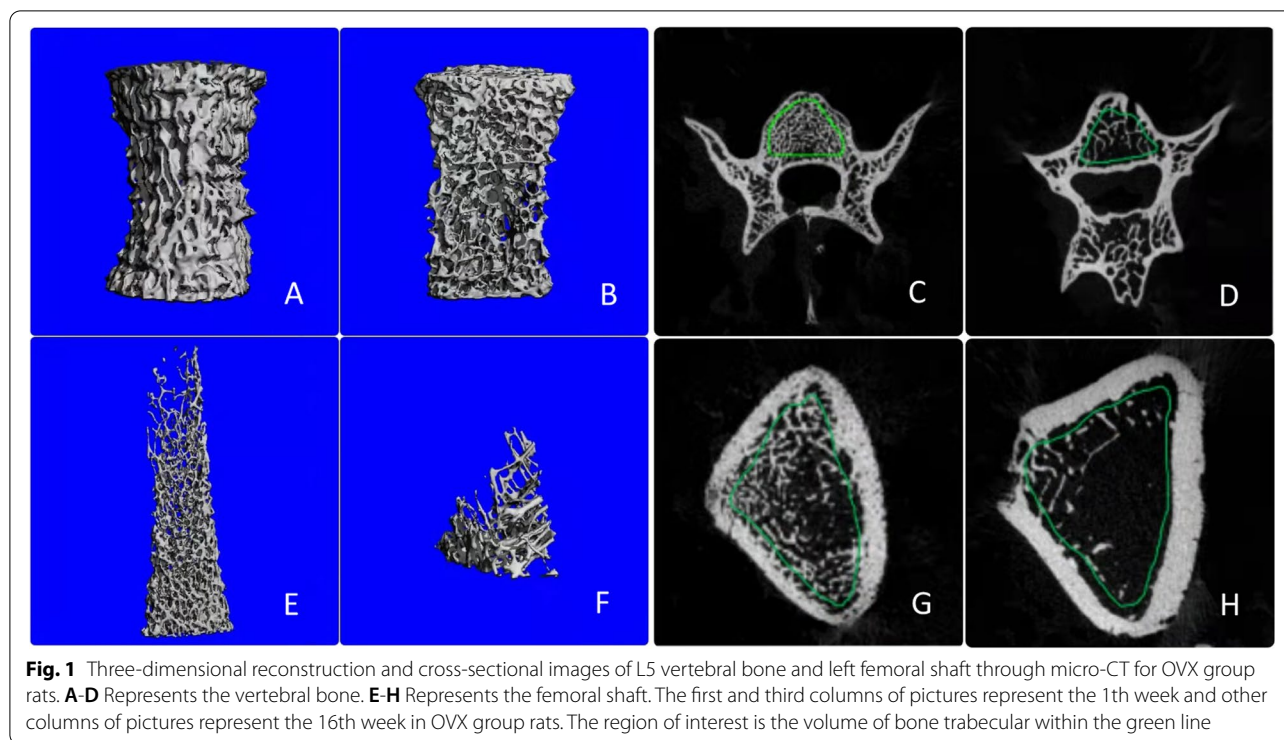 A
B
C
D
E
F
G
H
Fig. 1 Three-dimensional reconstruction and cross-sectional images of L5 vertebral bone and left femoral shaft through micro-CT for OVX group
rats. A-D Represents the vertebral bone. E-H Represents the femoral shaft. The first and third columns of pictures represent the 1th week and other
columns of pictures represent the 16th week in OVX group rats. The region of interest is the volume of bone trabecular within the green line